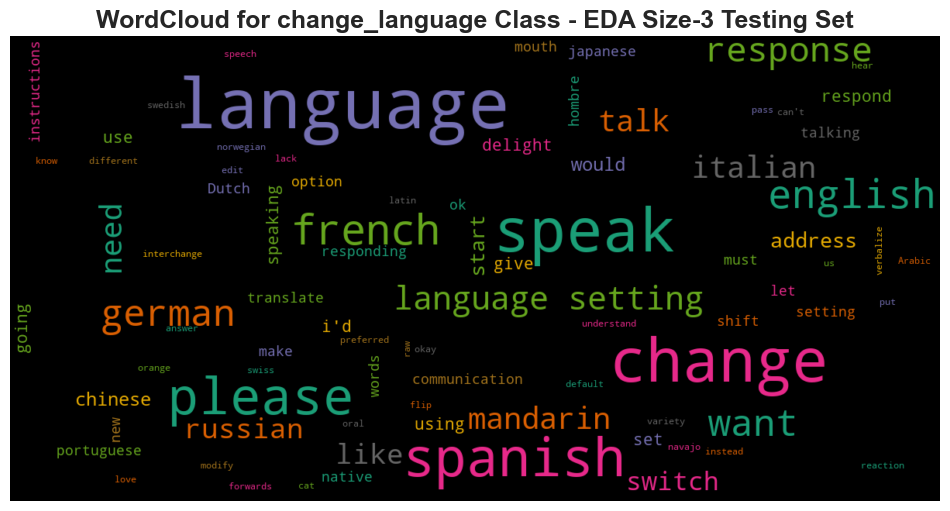 WordCloud for change_language Class - EDA Size-3 Testing Set
instructions
speech
mouth
japanese
response
hear
language
swedish
hombre
talk
pass
can't
respond
use
delight
talking
know
different
norwegian
lack
would
italian
edit
Dutch
option
english
latin
need
speaking
french
ok
speak
start
responding
interchange
give
address
must
us
verbalize
Arabic
going
translate
language setting
let
put
german
answer
i'd
understand
shift
setting
preferred
raw
okay
make
change
orange
swiss
words
communication
default
chinese
please
flip
new
russian
using
mandarin
variety
want
oral
set
navajo
instead
portuguese
like
spanish
switch
reaction
modify
native
love
forwards
cat